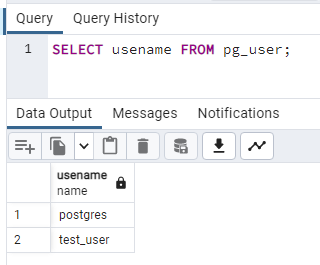 Query Query History
1 SELECT usename FROM pg_user;
Data Output Messages Notifications
usename
name
1 postgres
2 test_user